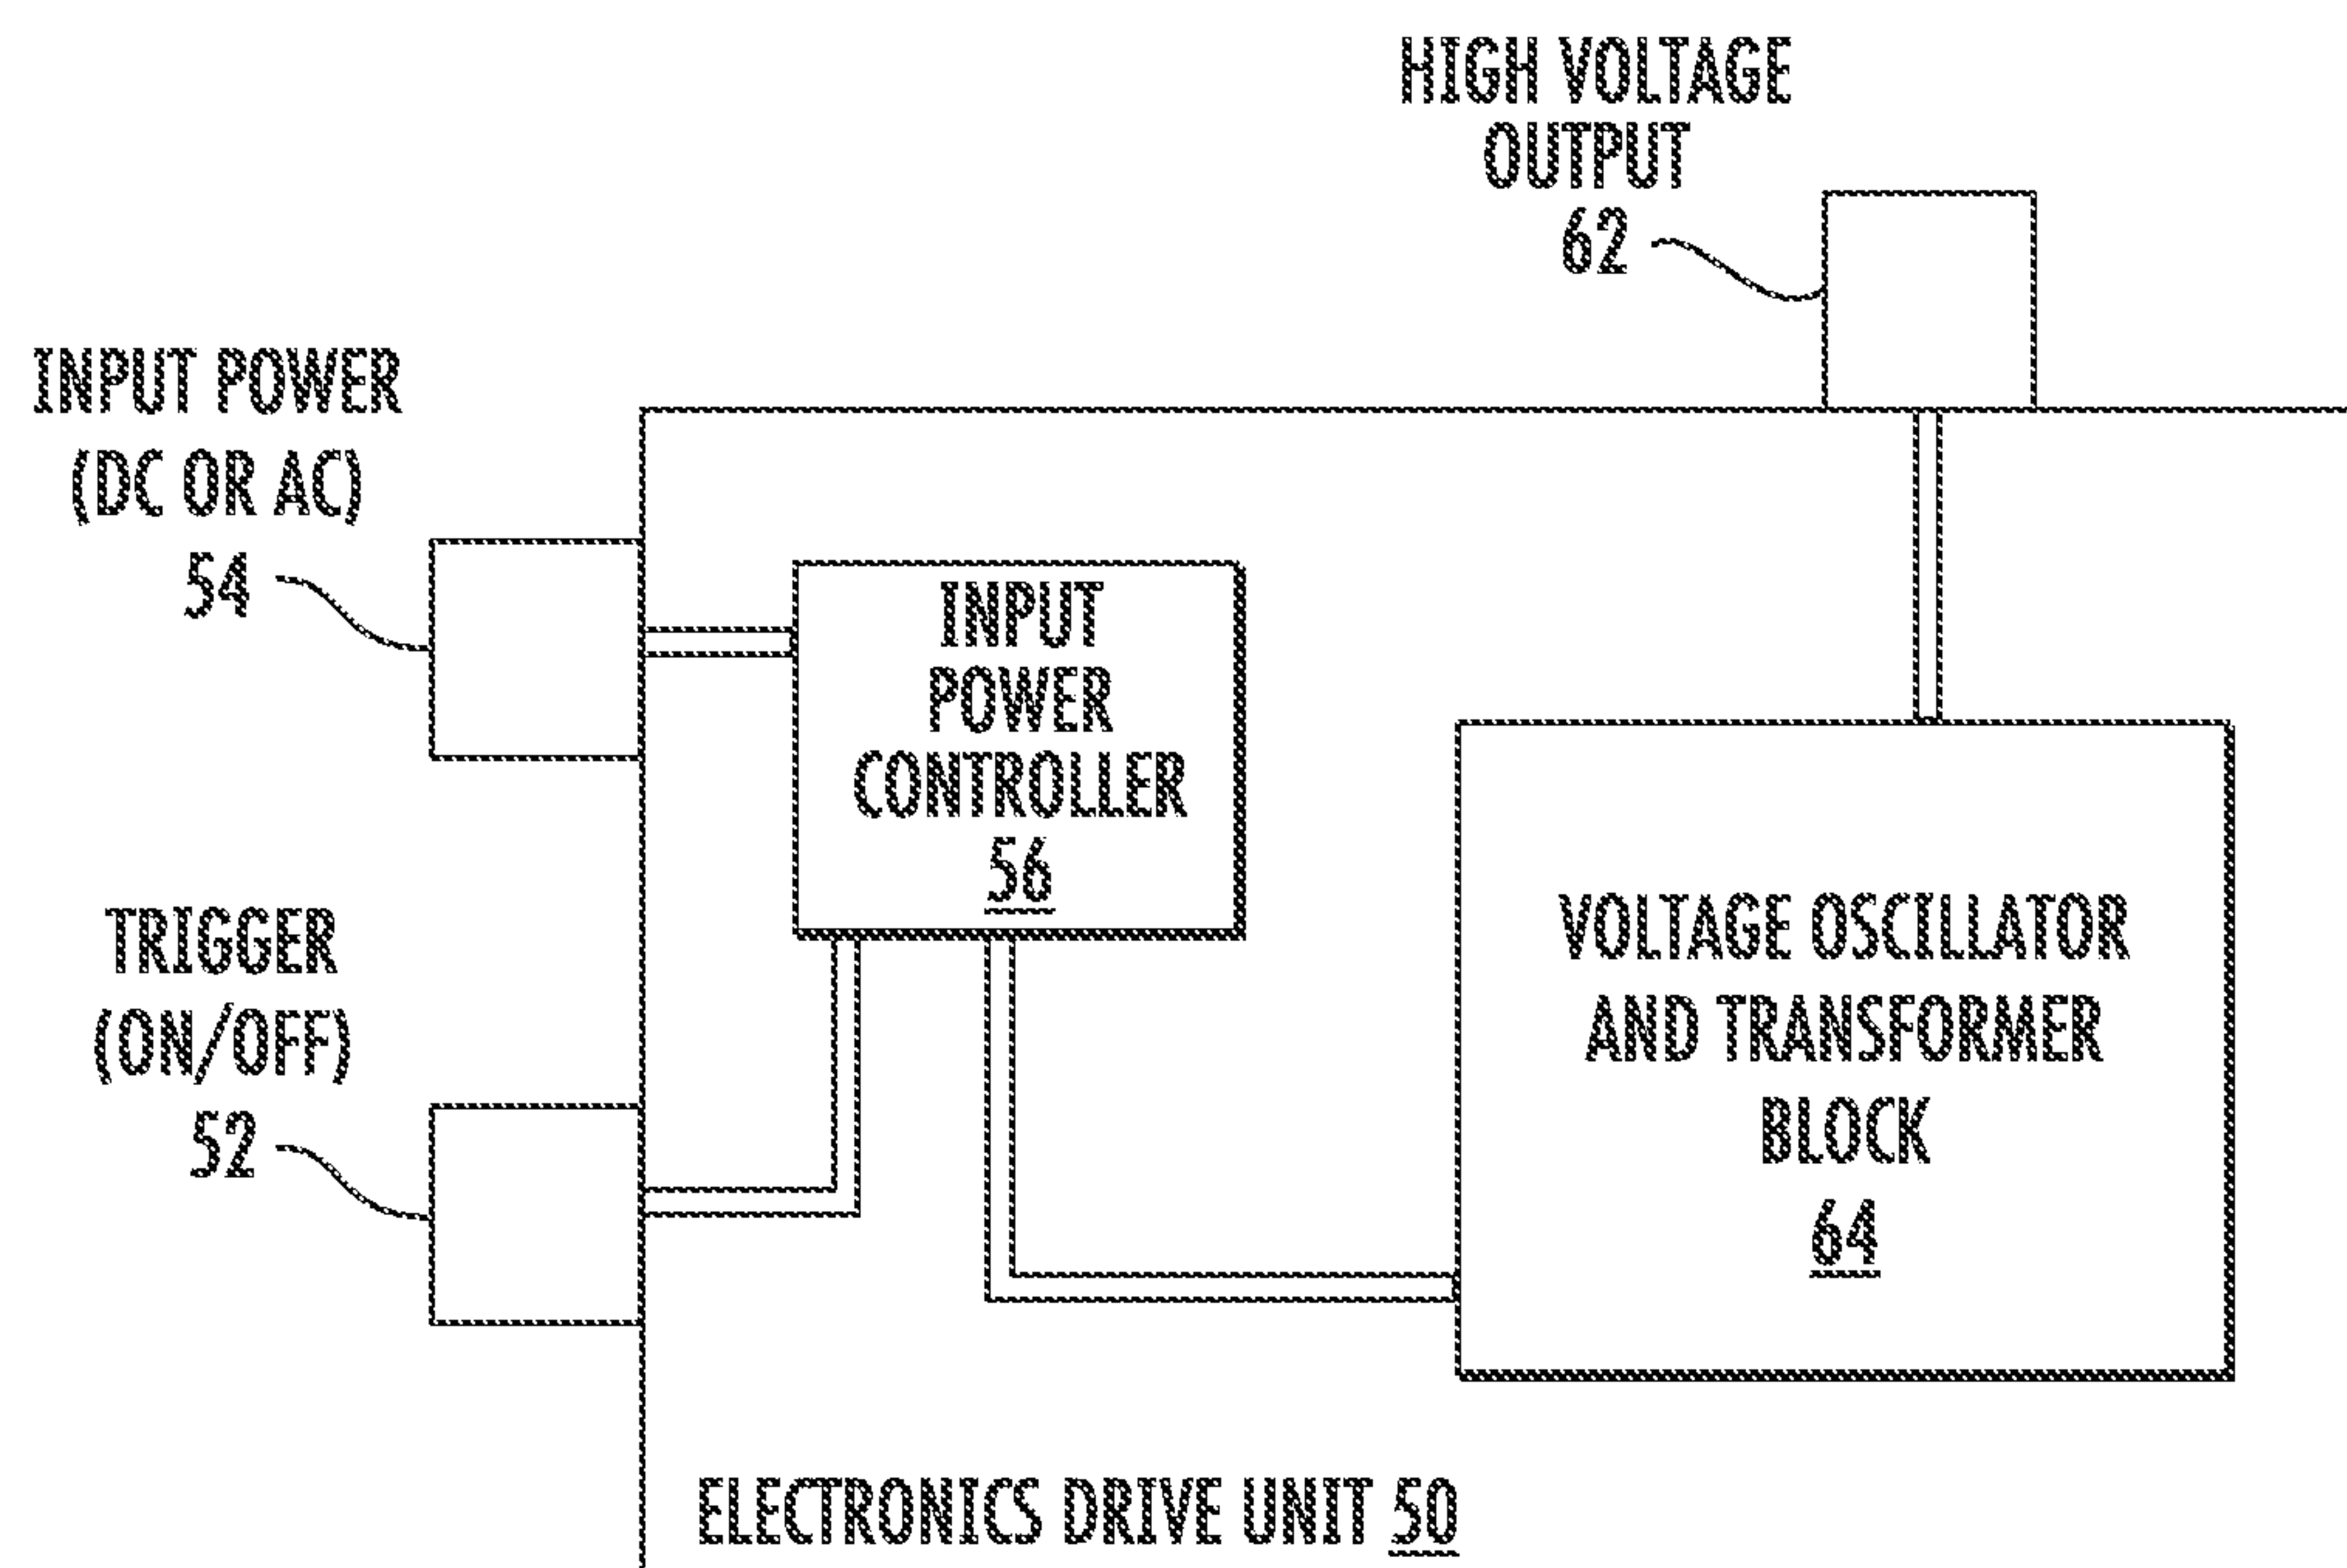 HIGH VOLTAGE
OUTPUT
62
INPUT POWER
(DC OR AC)
54
INPUT
POWER
CONTROLLER
56
TRIGGER
(ON/OFF)
52
VOLTAGE OSCILLATOR
AND TRANSFORMER
BLOCK
64
ELECTRONICS DRIVE UNIT 50